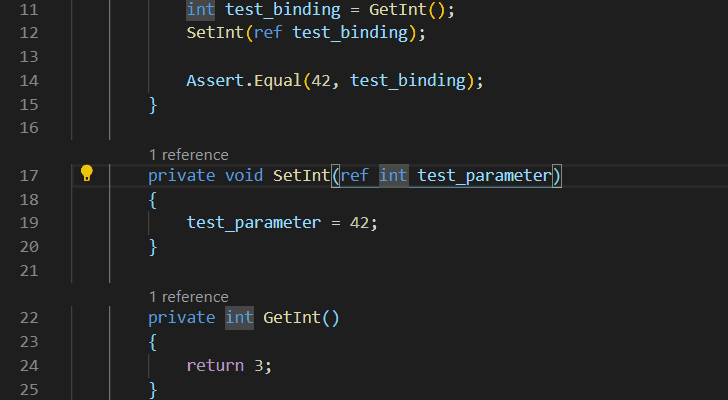 11 int test_binding = GetInt();
12 SetInt(ref test_binding);
13
14 Assert.Equal(42, test_binding);
15 }
16
1 reference
17 private void SetInt(ref int test_parameter)
18 {
19 test_parameter = 42;
20 }
21
1 reference
22 private int GetInt()
23 {
24 return 3;
25 }